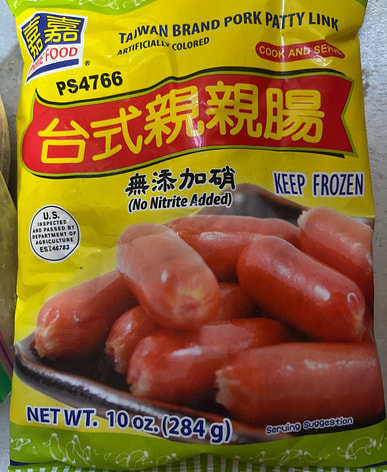 嘉嘉
FOOD
®
TAIWAN BRAND PORK PATTY LINK
ARTIFICIALLY COLORED
COOK AND SERVE
PS4766
台式親親腸
無添加硝
(No Nitrite Added)
KEEP FROZEN
U.S.
INSPECTED
AND PASSED BY
DEPARTMENT OF
AGRICULTURE
EST.46783
NET WT. 10 oz. (284 g)
Serving Suggestion